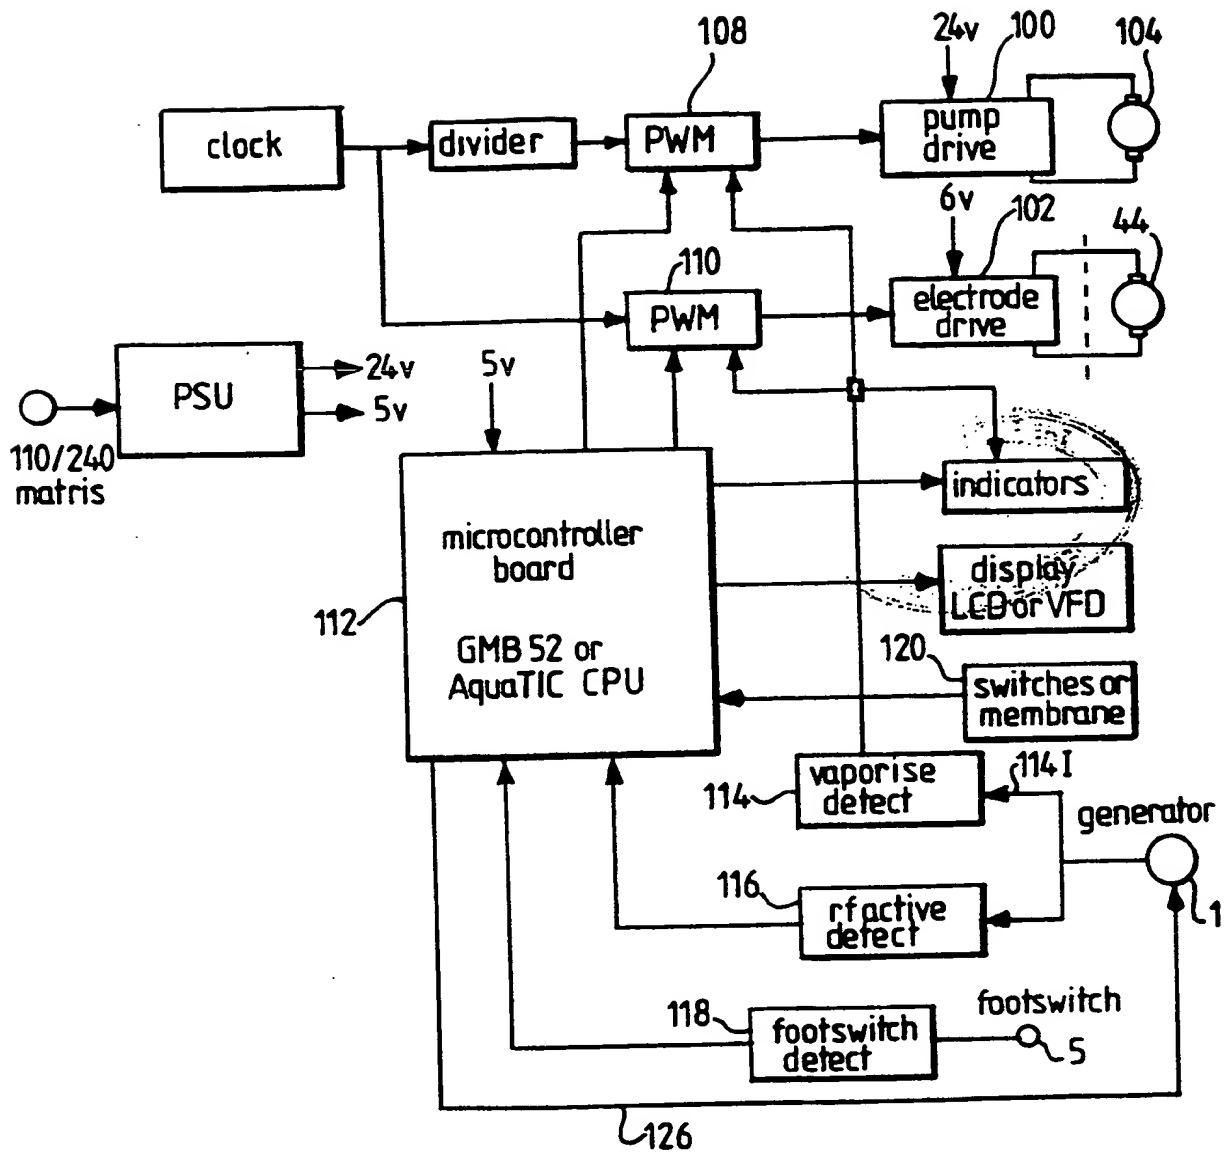 108
24v
100
104
clock
divider
PWM
pump
drive
6v
102
44
110
PWM
electrode
drive
PSU
24v
5v
5v
110/240
matris
indicators
microcontroller
board
display
LCD or VFD
112
GMB 52 or
AquaTIC CPU
120
switches or
membrane
114
vaporise
detect
114I
generator
116
rf active
detect
1
118
footswitch
detect
footswitch
5
126